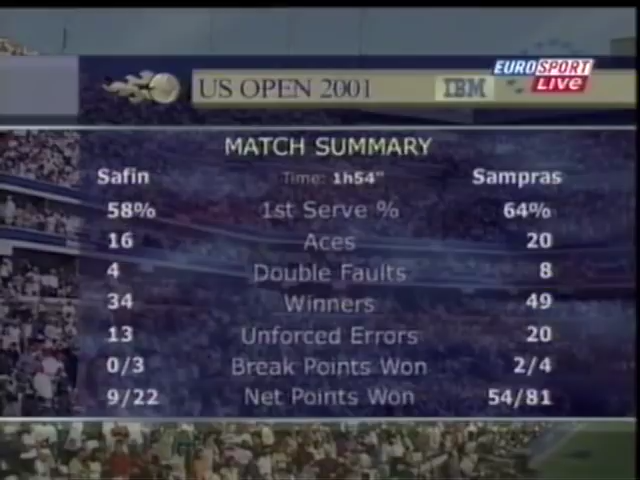 EUROSPORT
LIVE
US OPEN 2001 IBM
MATCH SUMMARY
Safin Time: 1h54" Sampras
58% 1st Serve % 64%
16 Aces 20
4 Double Faults 8
34 Winners 49
13 Unforced Errors 20
0/3 Break Points Won 2/4
9/22 Net Points Won 54/81